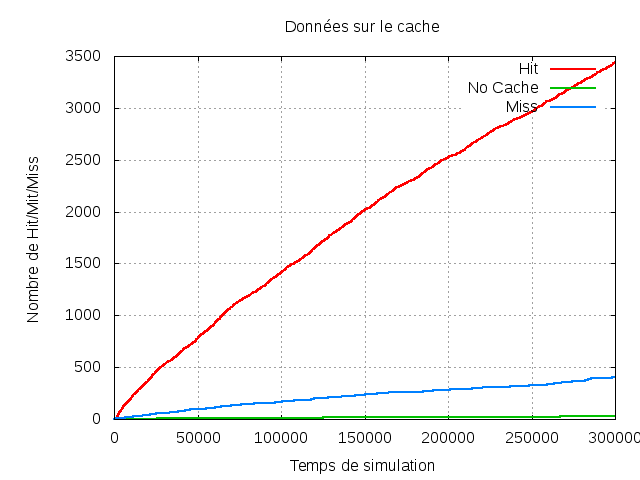 Données sur le cache
3500
3000
2500
2000
1500
1000
500
0
Nombre de Hit/Mit/Miss
Hit
No Cache
Miss
0
50000
100000
150000
200000
250000
300000
Temps de simulation